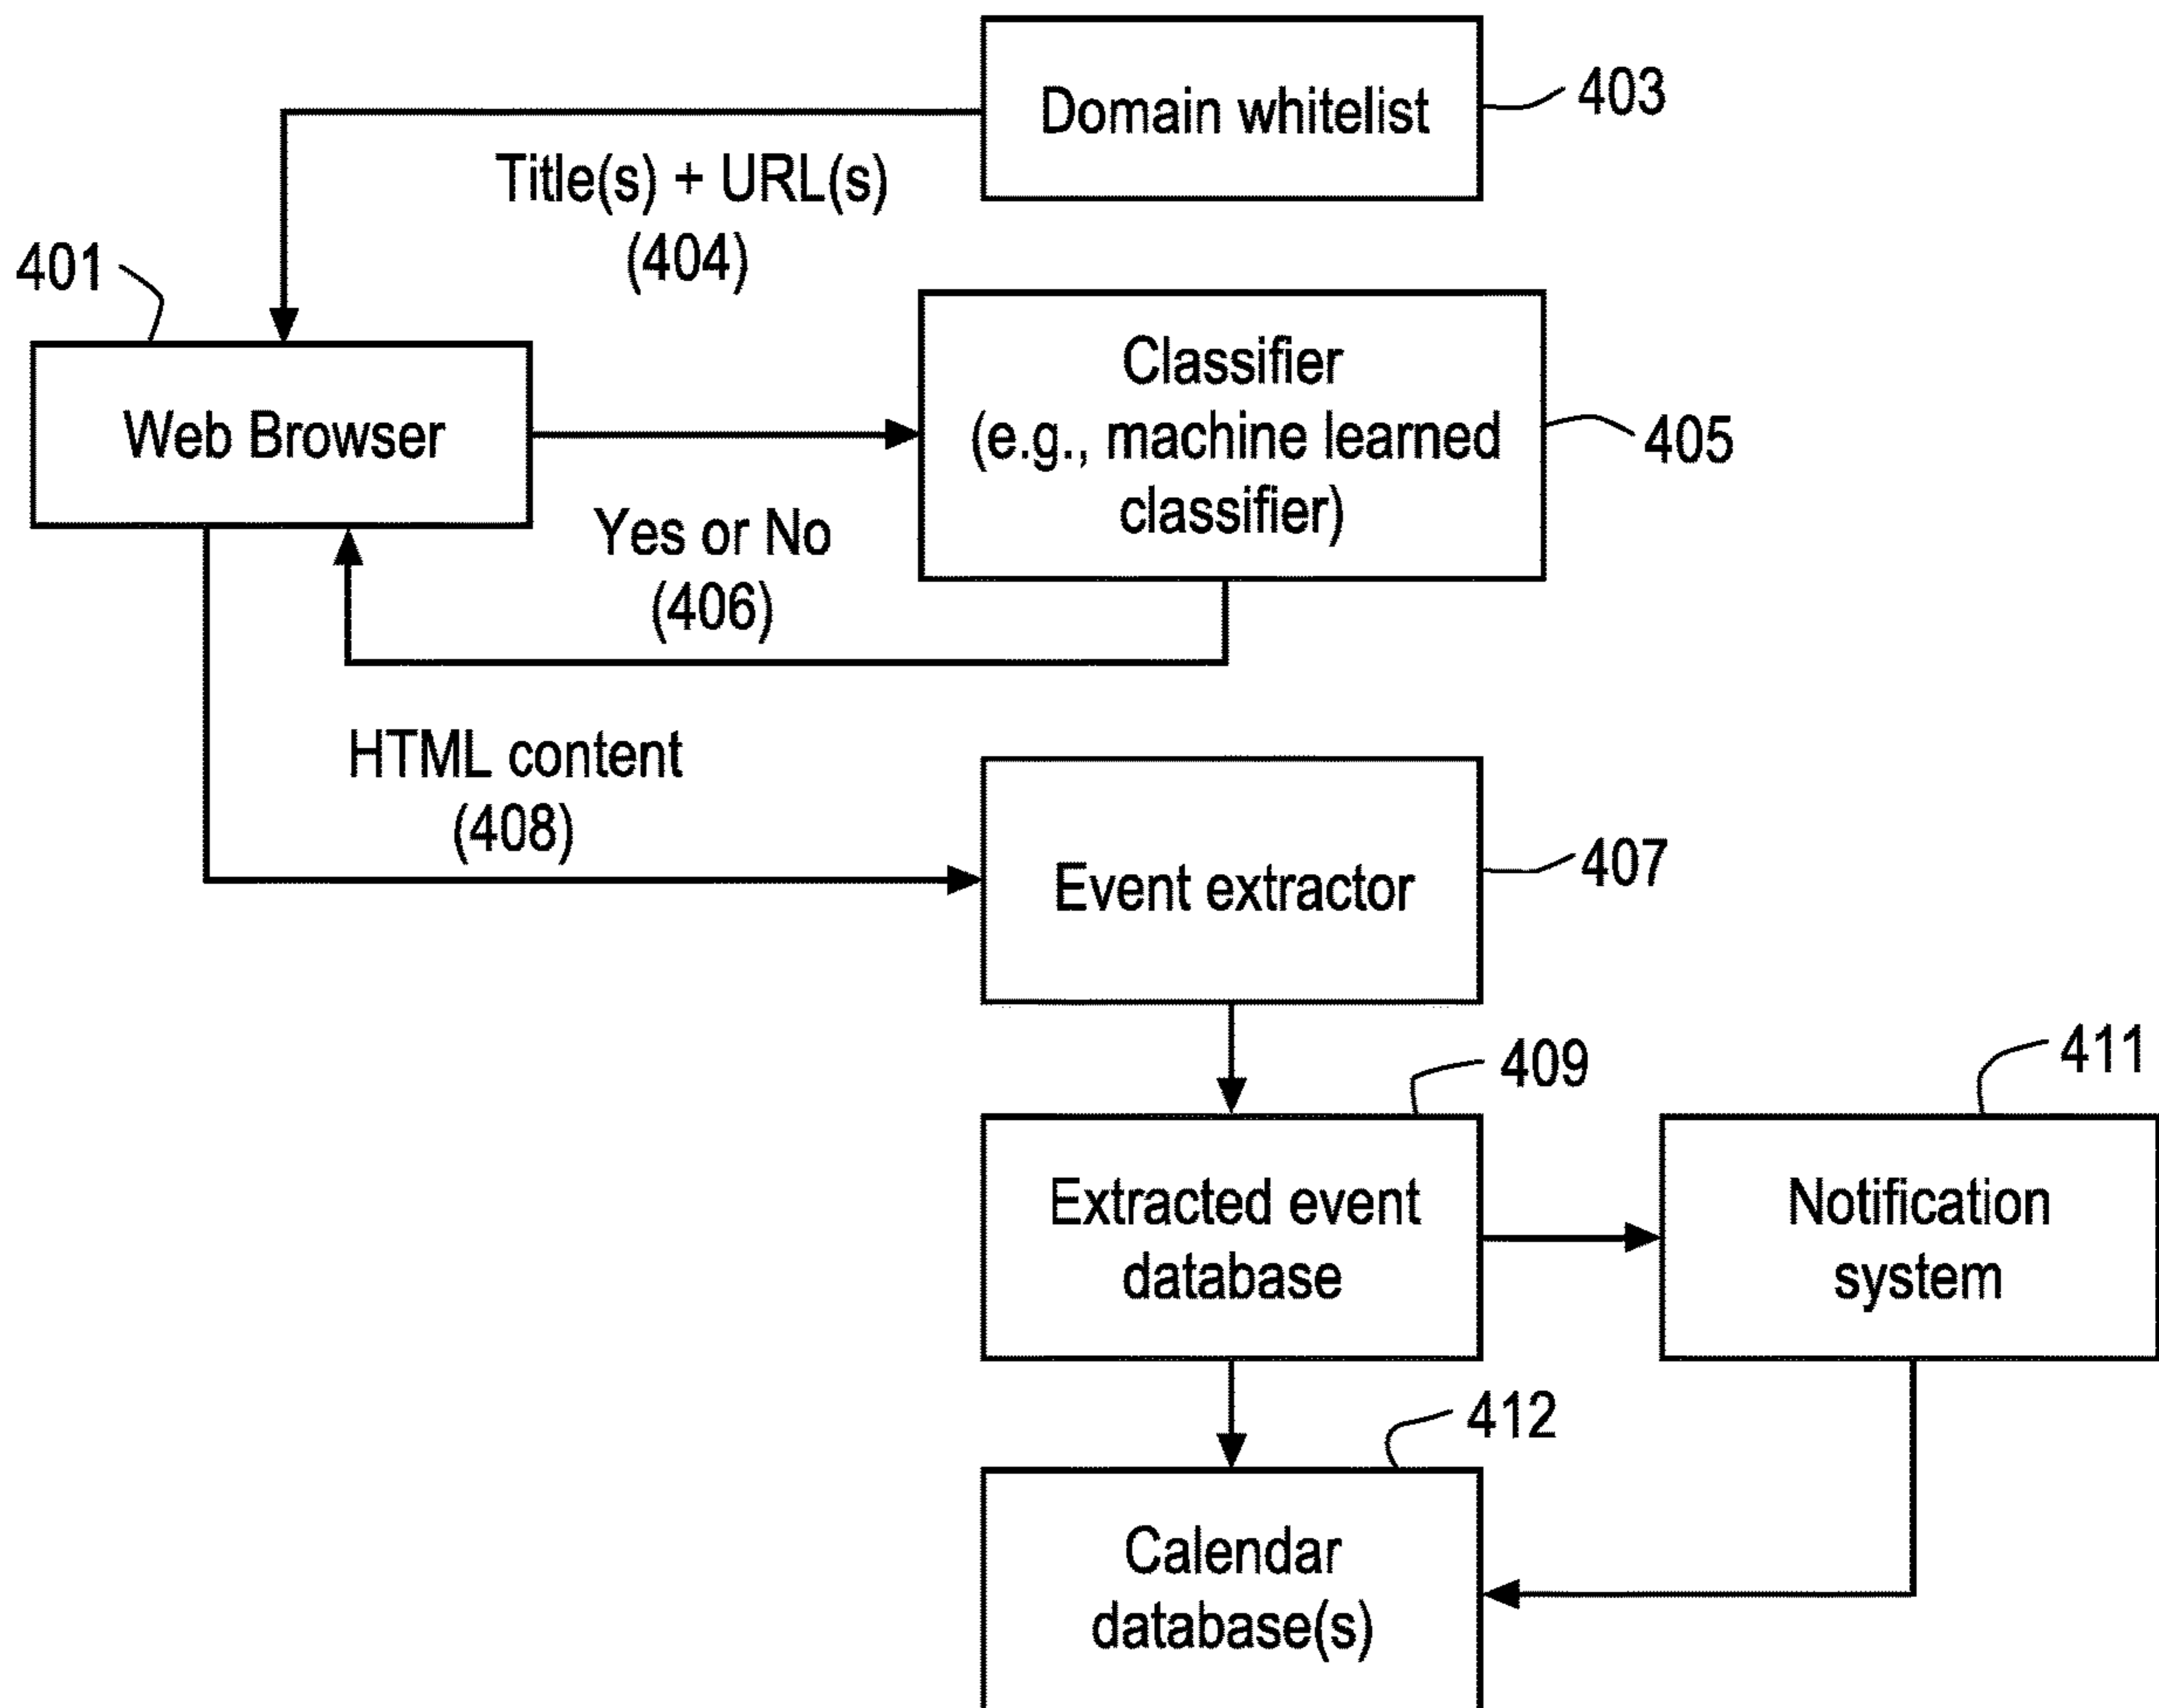 Domain whitelist
403
Title(s) + URL(s)
(404)
401
Web Browser
Classifier
(e.g., machine learned
classifier)
405
Yes or No
(406)
HTML content
(408)
Event extractor
407
409
411
Extracted event
database
Notification
system
412
Calendar
database(s)